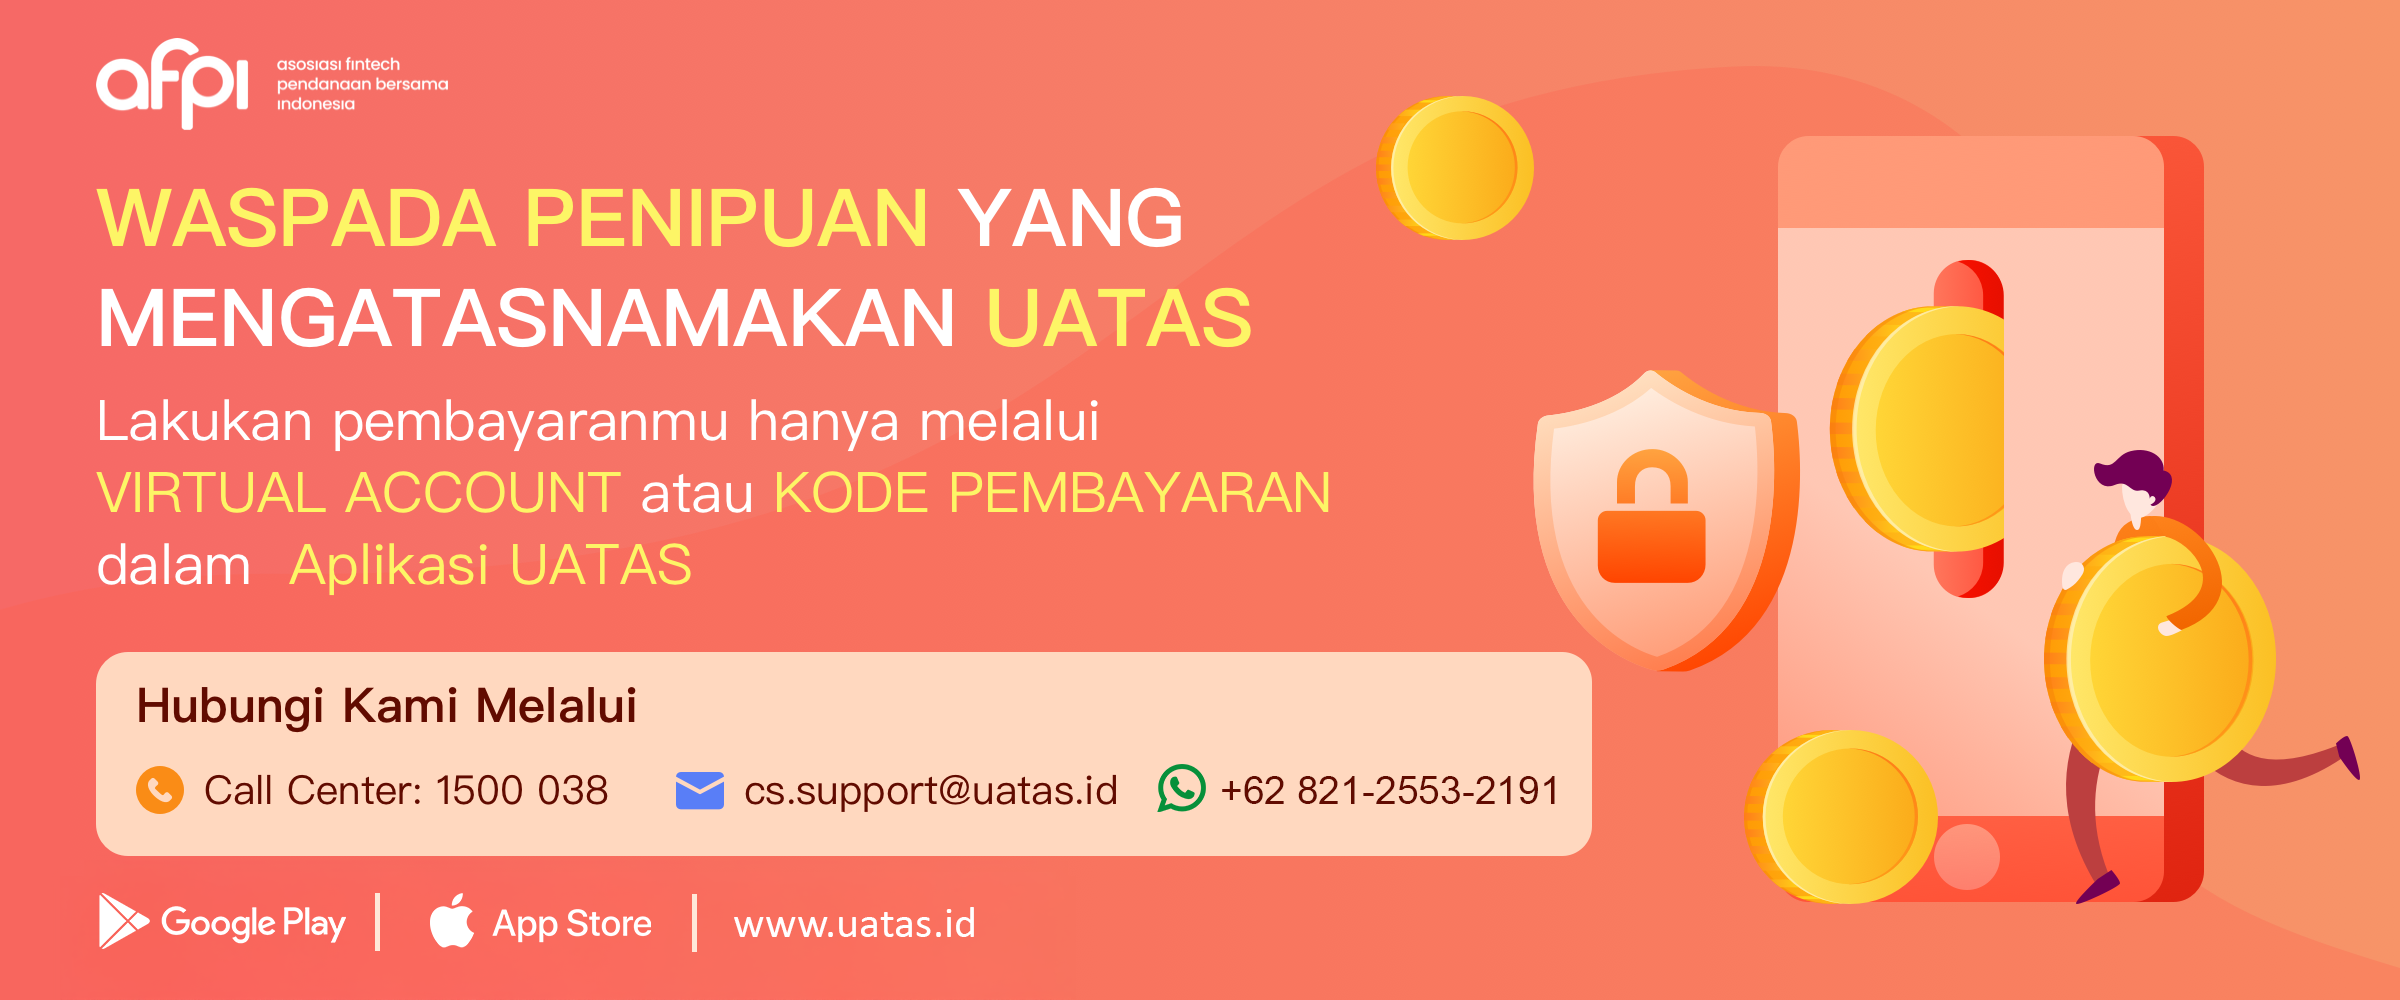 afpi
asosiasi fintech
pendanaan bersama
indonesia
WASPADA PENIPUAN YANG
MENGATASNAMAKAN UATAS
Lakukan pembayaranmu hanya melalui
VIRTUAL ACCOUNT atau KODE PEMBAYARAN
dalam Aplikasi UATAS
Hubungi Kami Melalui
Call Center: 1500 038
cs.support@uatas.id
+62 821-2553-2191
Google Play
App Store
www.uatas.id